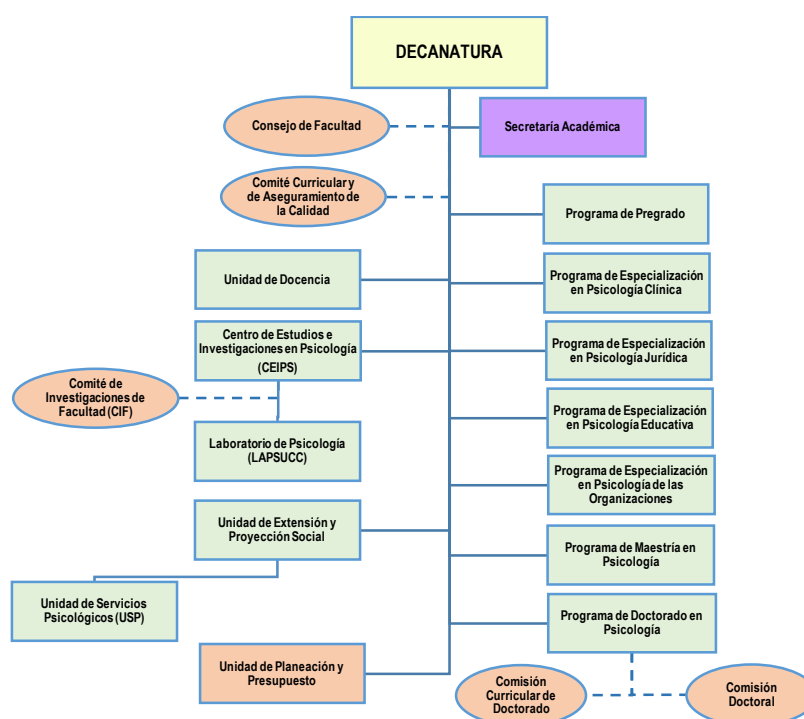 DECANATURA
Consejo de Facultad
Secretaría Académica
Comité Curricular y
de Aseguramiento de
la Calidad
Programa de Pregrado
Unidad de Docencia
Programa de Especialización
en Psicología Clínica
Centro de Estudios e
Investigaciones en Psicología
(CEIPS)
Programa de Especialización
en Psicología Jurídica
Comité de
Investigaciones de
Facultad (CIF)
Programa de Especialización
en Psicología Educativa
Laboratorio de Psicología
(LAPSUCC)
Programa de Especialización
en Psicología de las
Organizaciones
Unidad de Extensión y
Proyección Social
Programa de Maestría en
Psicología
Unidad de Servicios
Psicológicos (USP)
Programa de Doctorado en
Psicología
Unidad de Planeación y
Presupuesto
Comisión
Curricular de
Doctorado
Comisión
Doctoral